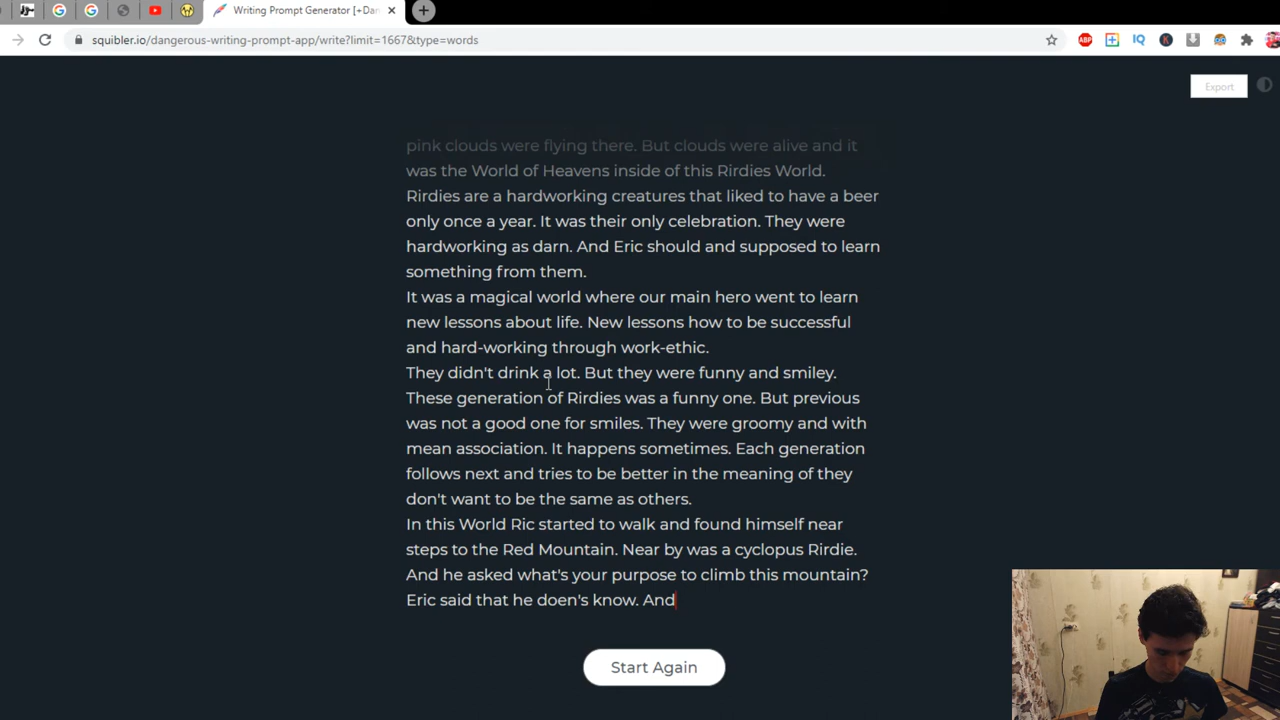 Writing Prompt Generator [+Dan
squibler.io/dangerous-writing-prompt-app/write?limit=1667&type=words
ABP
IQ
K
Export
pink clouds were flying there. But clouds were alive and it
was the World of Heavens inside of this Rirdies World.
Rirdies are a hardworking creatures that liked to have a beer
only once a year. It was their only celebration. They were
hardworking as darn. And Eric should and supposed to learn
something from them.
It was a magical world where our main hero went to learn
new lessons about life. New lessons how to be successful
and hard-working through work-ethic.
They didn't drink a lot. But they were funny and smiley.
These generation of Rirdies was a funny one. But previous
was not a good one for smiles. They were groomy and with
mean association. It happens sometimes. Each generation
follows next and tries to be better in the meaning of they
don't want to be the same as others.
In this World Ric started to walk and found himself near
steps to the Red Mountain. Near by was a cyclopus Rirdie.
And he asked what's your purpose to climb this mountain?
Eric said that he doen's know. And
Start Again